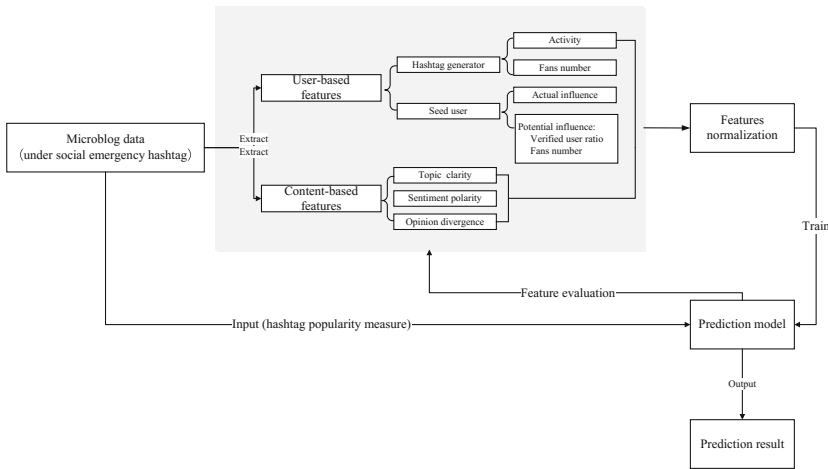 Activity
Hashtag generator
User-based
features
Fans number
Actual influence
Seed user
Features
normalization
Microblog data
（under social emergency hashtag）
Extract
Extract
Potential influence:
Verified user ratio
Fans number
Topic clarity
Content-based
features
Sentiment polarity
Opinion divergence
Train
Feature evaluation
Input (hashtag popularity measure)
Prediction model
Output
Prediction result